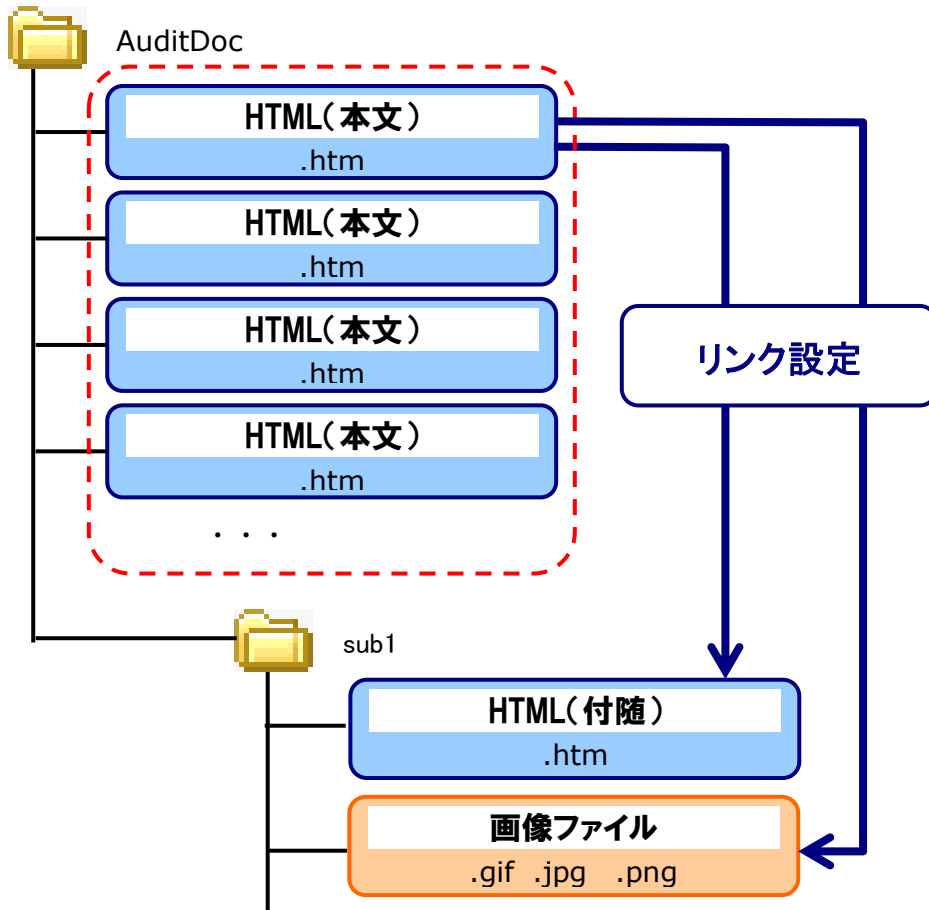 AuditDoc
HTML(本文)
.htm
HTML(本文)
.htm
HTML(本文)
.htm
HTML(本文)
.htm
・・・
リンク設定
sub1
HTML(付随)
.htm
画像ファイル
.gif .jpg .png